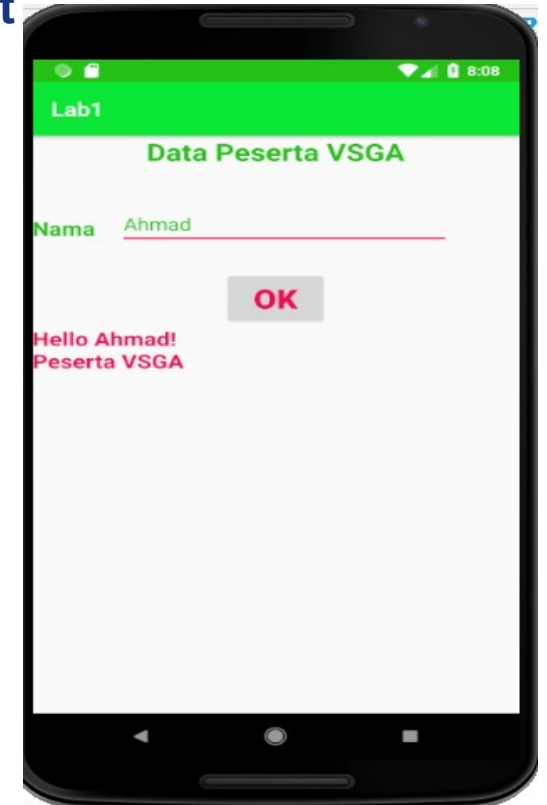 t
8:08
Lab1
Data Peserta VSGA
Nama Ahmad
OK
Hello Ahmad!
Peserta VSGA